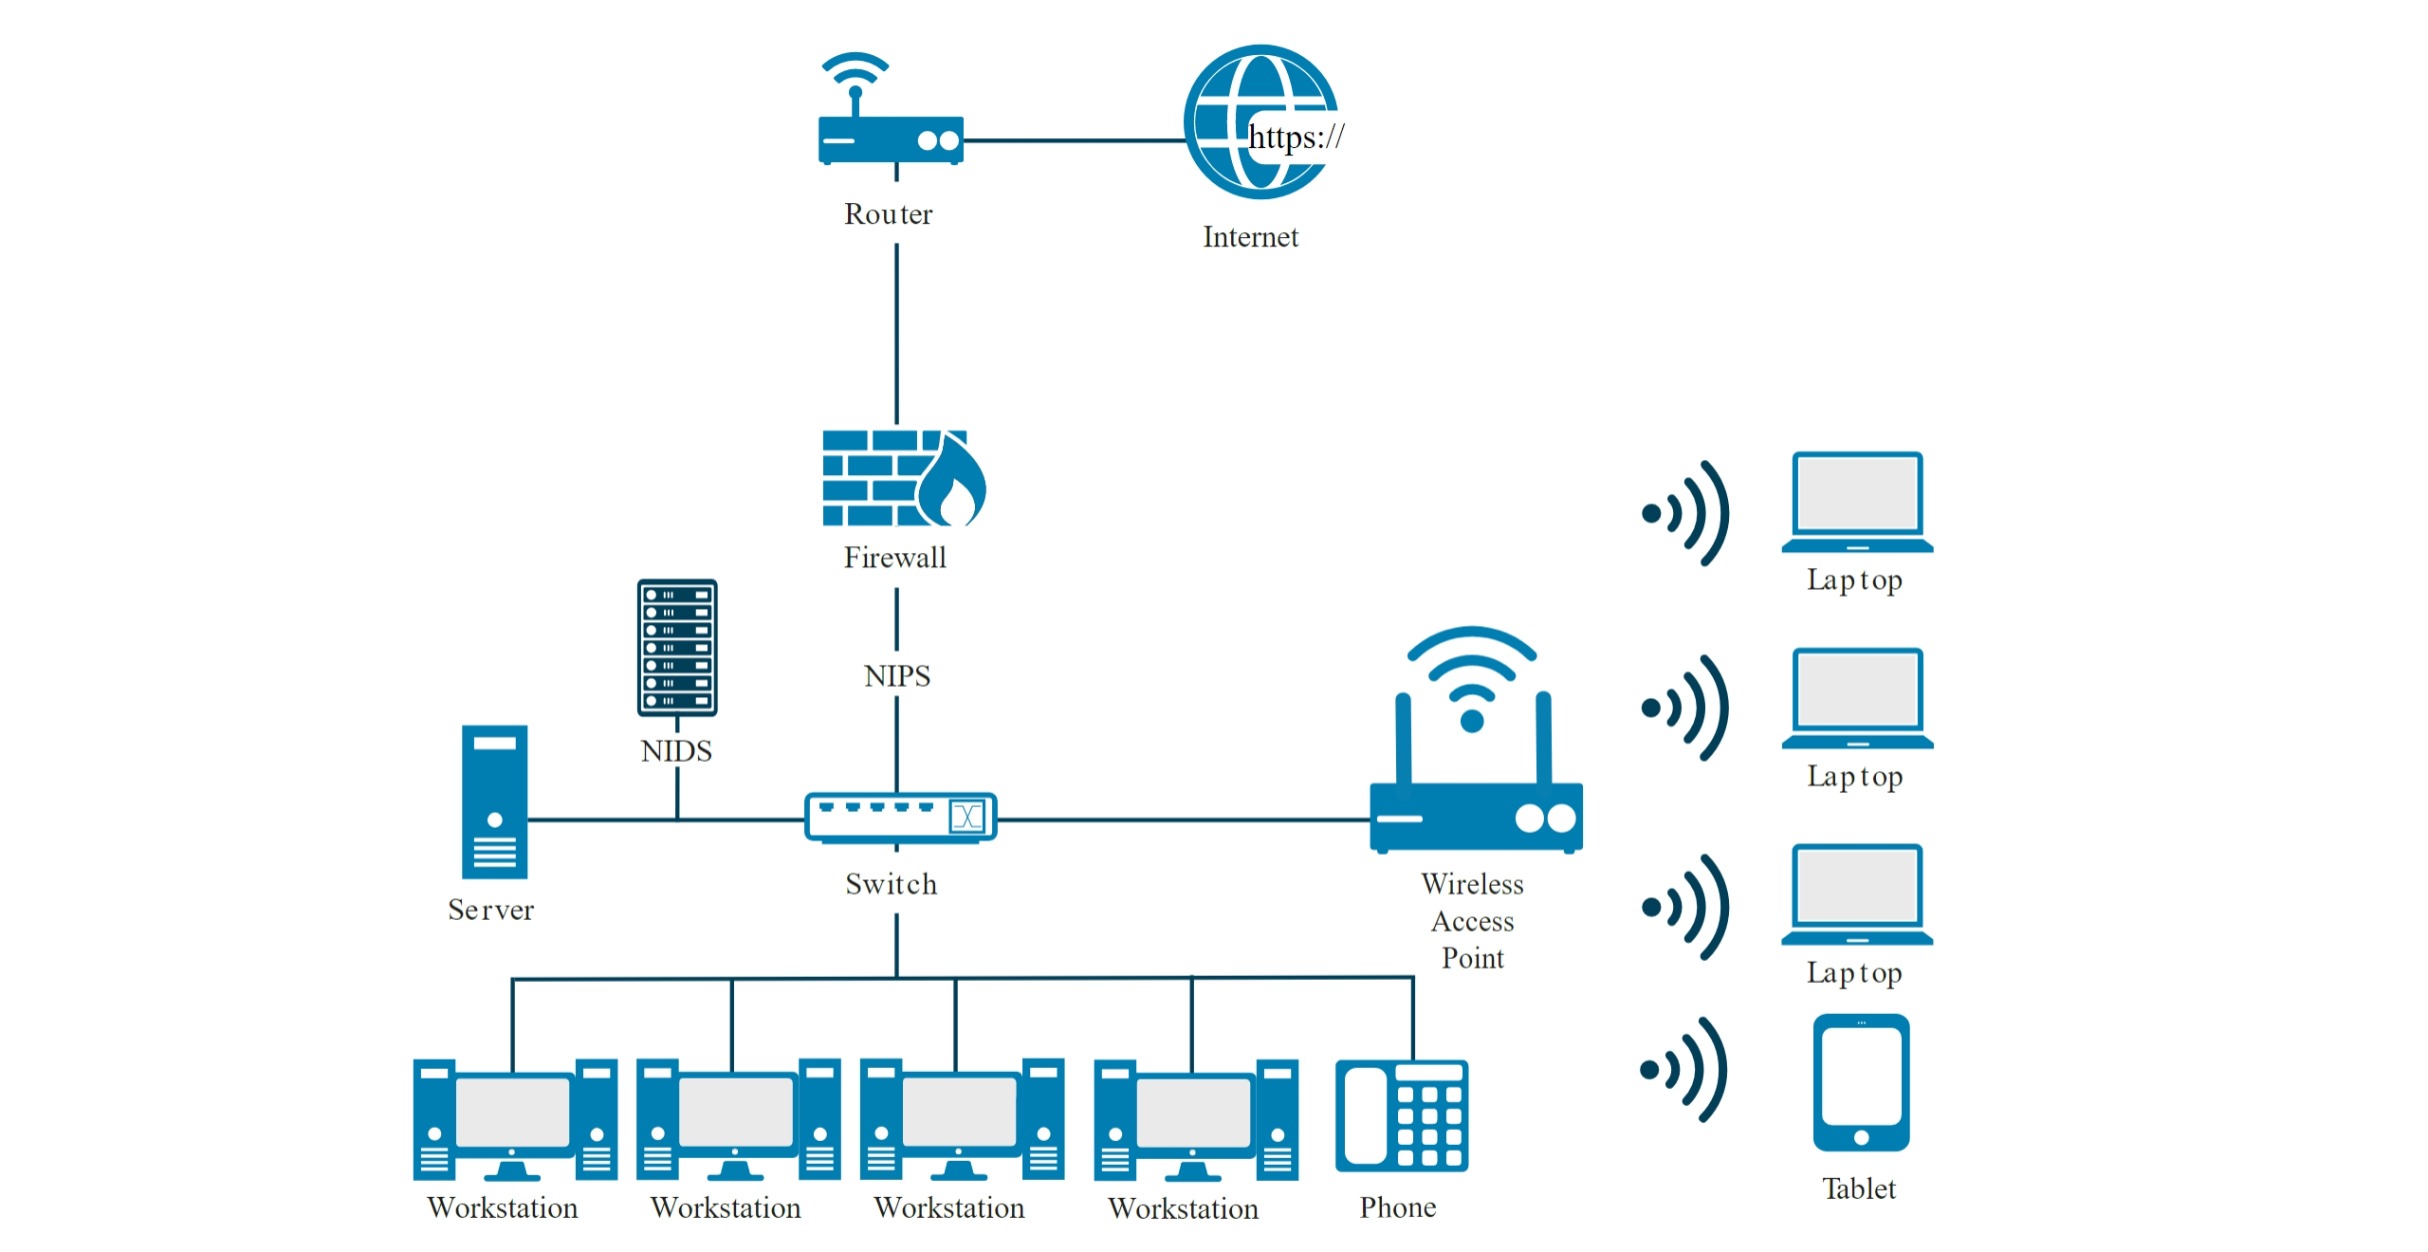 https://
Router
Internet
Firewall
Laptop
NIPS
NIDS
Laptop
Switch
Wireless
Access
Point
Server
Laptop
Workstation
Workstation
Workstation
Workstation
Phone
Tablet